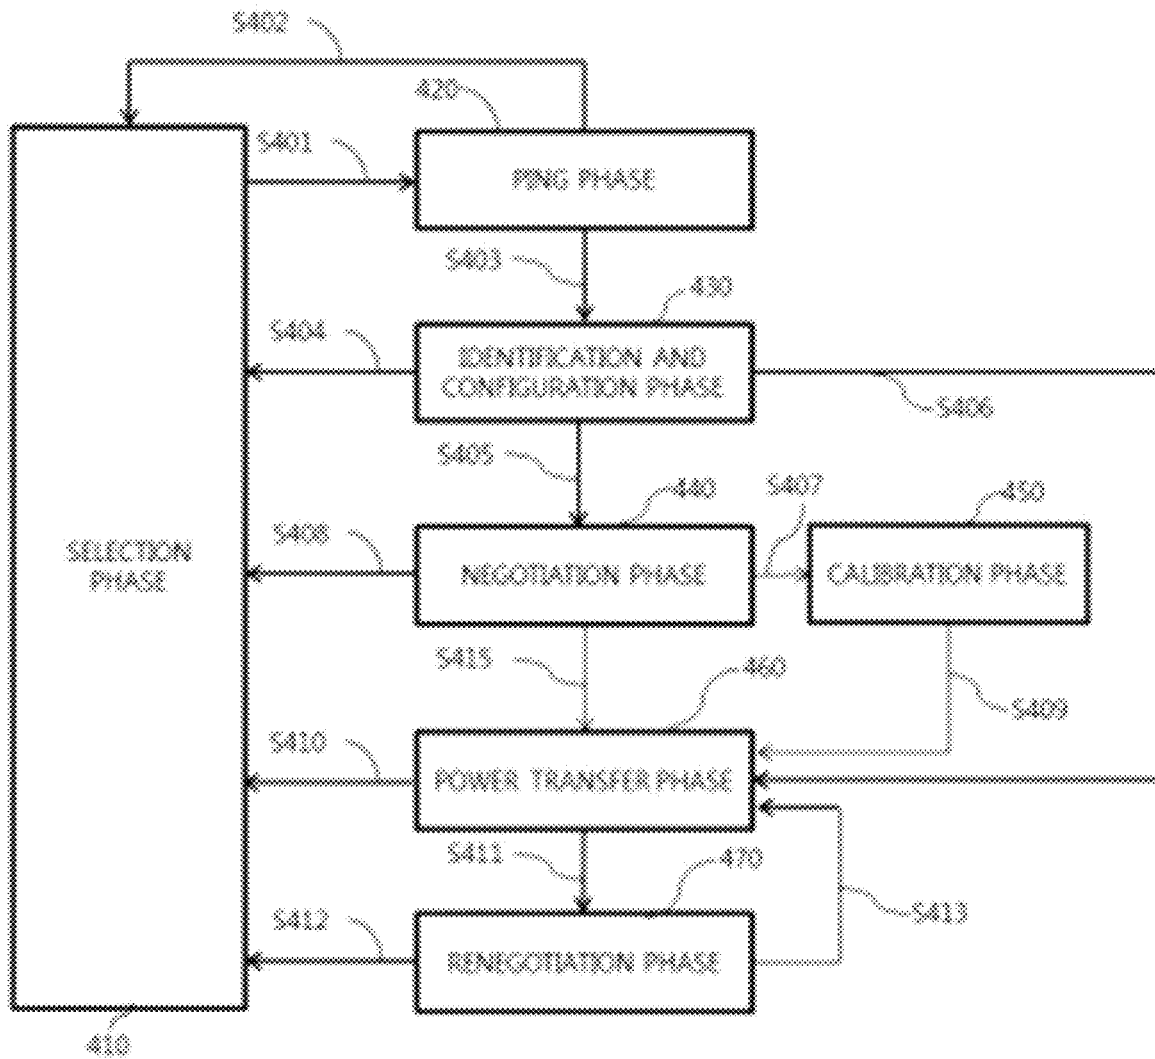 S402
420
S401
PING PHASE
S403
430
S404
IDENTIFICATION AND
CONFIGURATION PHASE
S406
S405
440
S407
450
S408
SELECTION
PHASE
NEGOTIATION PHASE
CALIBRATION PHASE
S415
460
S409
S410
POWER TRANSFER PHASE
S411
470
S413
S412
RENEGOTIATION PHASE
410